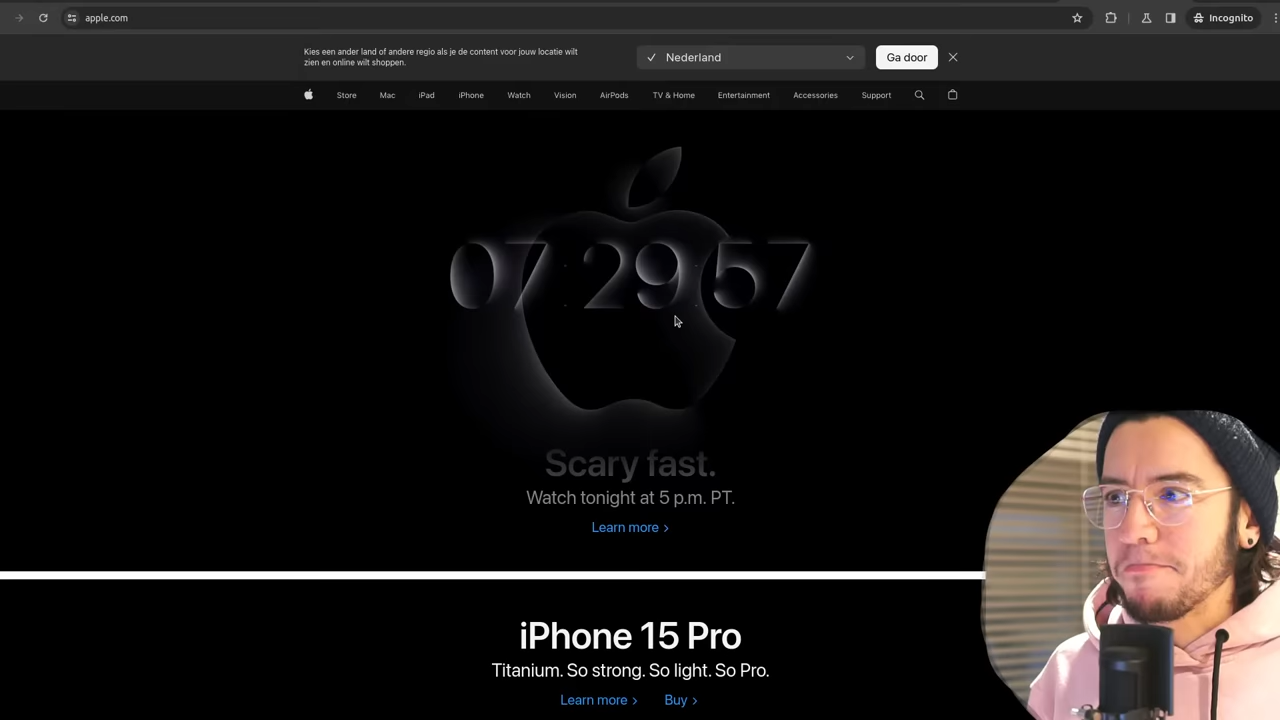 apple.com
Incognito
Kies een ander land of andere regio als je de content voor jouw locatie wilt
zien en online wilt shoppen.
Nederland
Ga door
Store Mac iPad iPhone Watch Vision AirPods TV & Home Entertainment Accessories Support
07:29:57
Scary fast.
Watch tonight at 5 p.m. PT.
Learn more >
iPhone 15 Pro
Titanium. So strong. So light. So Pro.
Learn more > Buy >